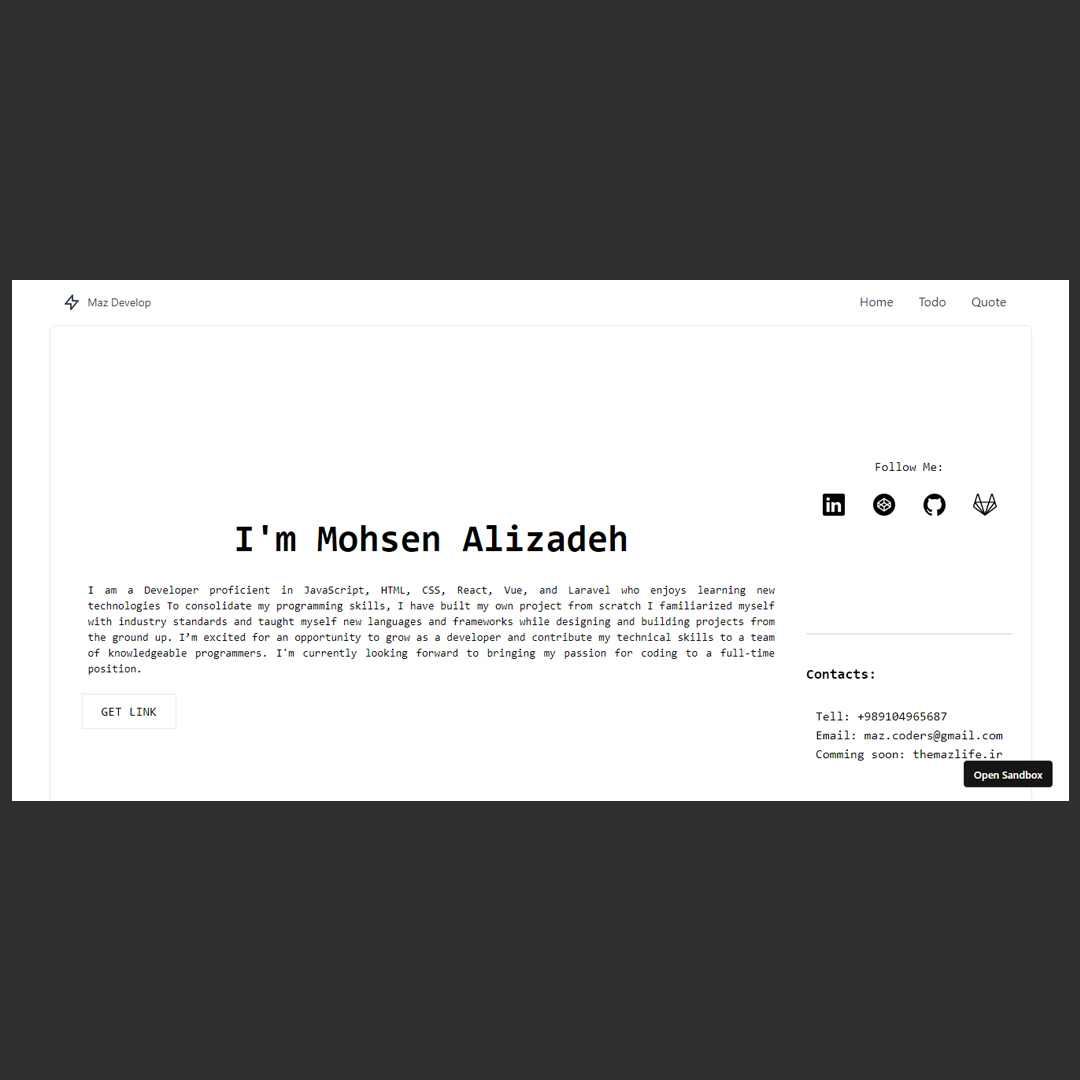 Maz Develop
Home Todo Quote
Follow Me:
in
I'm Mohsen Alizadeh
I am a Developer proficient in JavaScript, HTML, CSS, React, Vue, and Laravel who enjoys learning new
technologies To consolidate my programming skills, I have built my own project from scratch I familiarized myself
with industry standards and taught myself new languages and frameworks while designing and building projects from
the ground up. I’m excited for an opportunity to grow as a developer and contribute my technical skills to a team
of knowledgeable programmers. I'm currently looking forward to bringing my passion for coding to a full-time
position.
GET LINK
Contacts:
Tell: +989104965687
Email: maz.coders@gmail.com
Comming soon: themazlife.ir
Open Sandbox